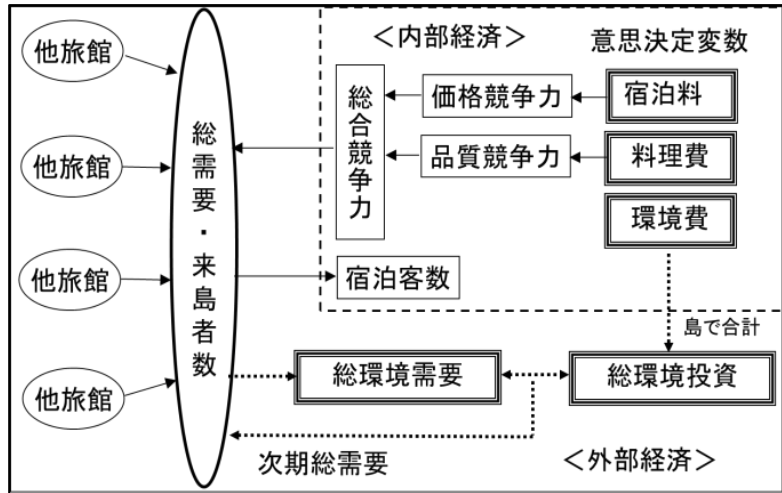 ＜内部経済＞
意思決定変数
他旅館
他旅館
他旅館
他旅館
総需要・来島者数
総合競争力
価格競争力
宿泊料
品質競争力
料理費
環境費
宿泊客数
島で合計
総環境需要
総環境投資
次期総需要
＜外部経済＞